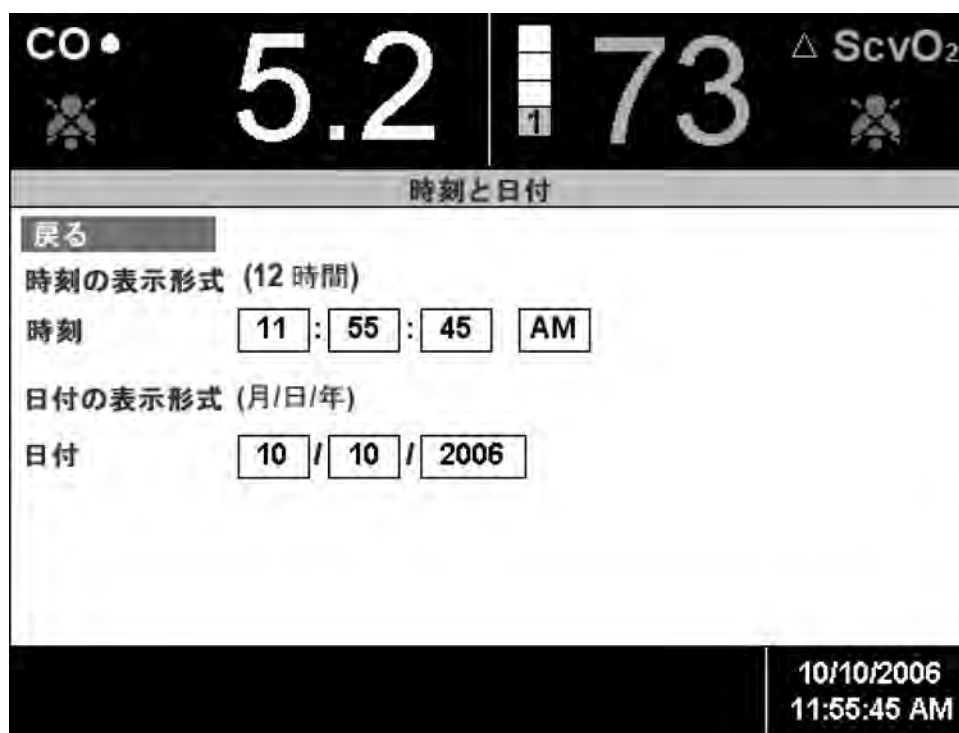 CO 5.2 1 73 △ ScvO₂
時刻と日付
戻る
時刻の表示形式 (12 時間)
時刻 11 : 55 : 45 AM
日付の表示形式 (月/日/年)
日付 10 / 10 / 2006
10/10/2006
11:55:45 AM